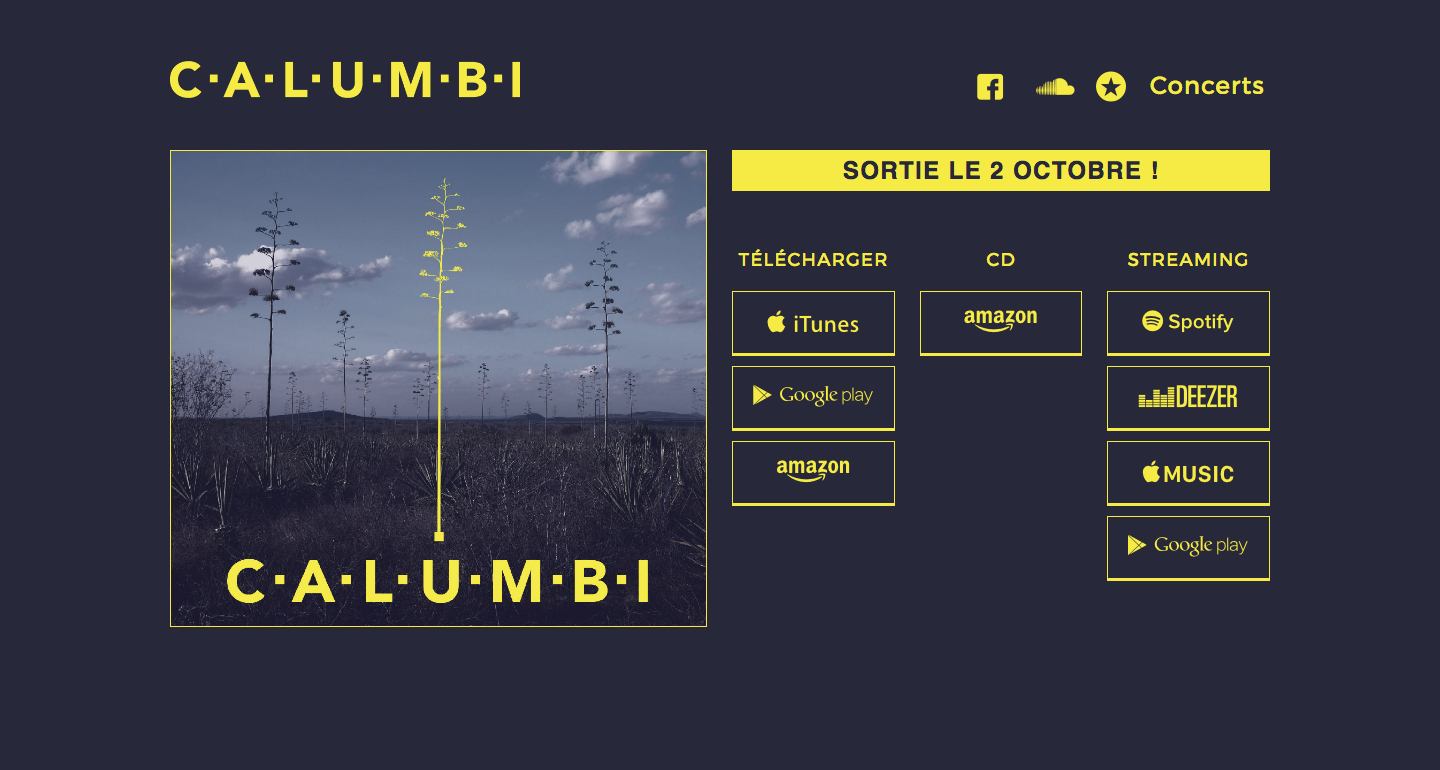 C·A·L·U·M·B·I
Concerts
SORTIE LE 2 OCTOBRE !
TÉLÉCHARGER
iTunes
Google play
amazon
CD
amazon
STREAMING
Spotify
DEEZER
MUSIC
Google play
C·A·L·U·M·B·I